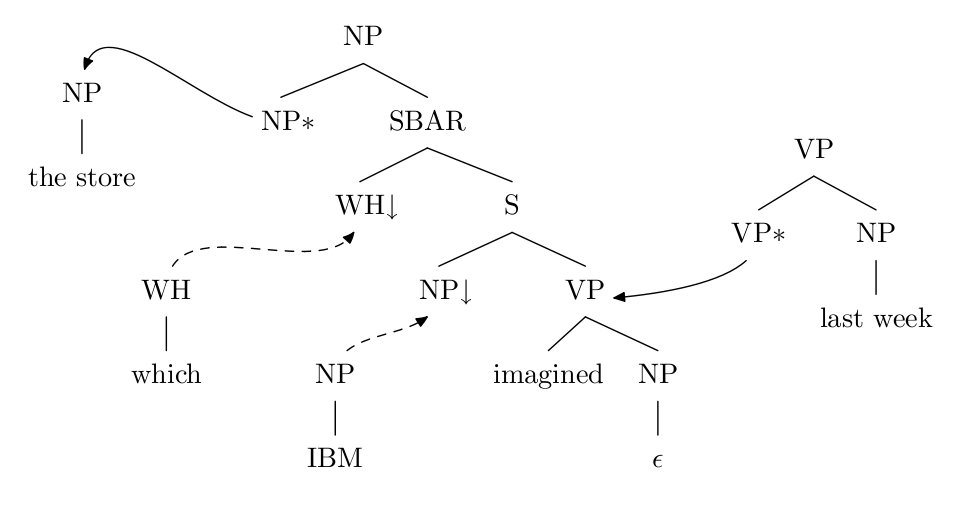 NP
NP
NP∗ SBAR
VP
the store
WH↓ S
VP∗ NP
WH NP↓ VP
last week
which NP imagined NP
IBM ϵ